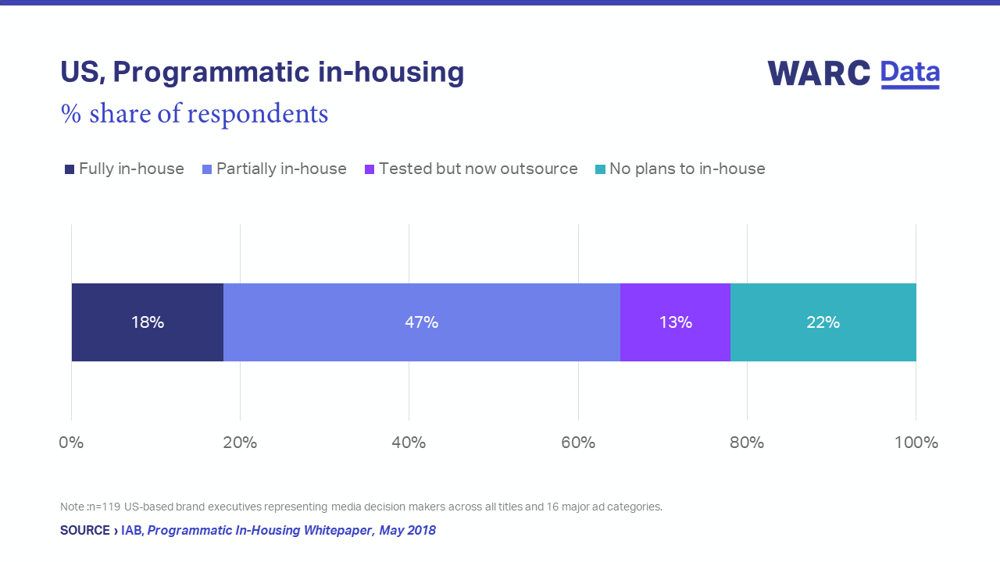 US, Programmatic in-housing
WARC Data
% share of respondents
Fully in-house Partially in-house Tested but now outsource No plans to in-house
18% 47% 13% 22%
0% 20% 40% 60% 80% 100%
Note :n=119 US-based brand executives representing media decision makers across all titles and 16 major ad categories.
SOURCE › IAB, Programmatic In-Housing Whitepaper, May 2018